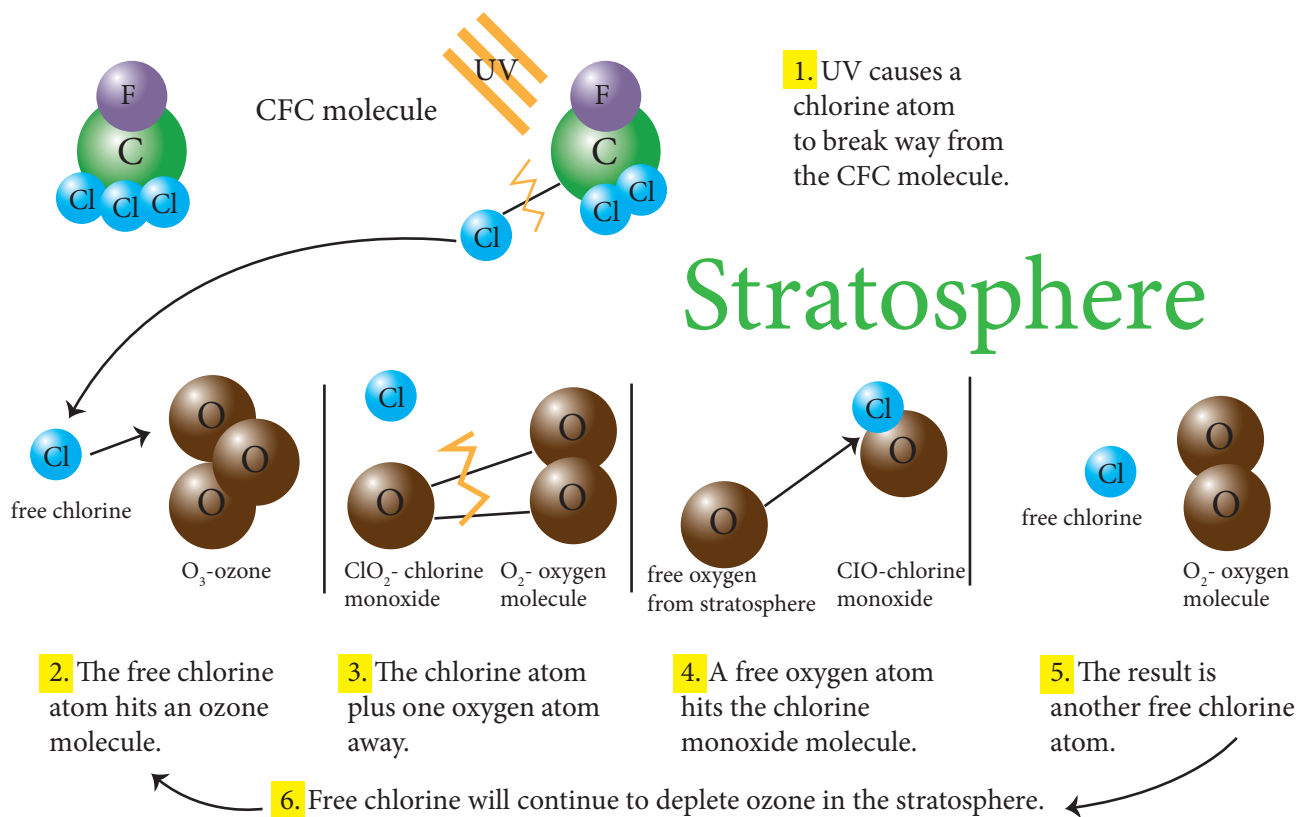 F
C
Cl
Cl
Cl
CFC molecule
UV
F
C
Cl
Cl
Cl
1. UV causes a
chlorine atom
to break way from
the CFC molecule.
Stratosphere
Cl
free chlorine
O
O
O
O₃-ozone
Cl
O
ClO₂- chlorine
monoxide
O
O
O₂- oxygen
molecule
O
free oxygen
from stratosphere
Cl
O
CIO-chlorine
monoxide
Cl
free chlorine
O
O
O₂- oxygen
molecule
2. The free chlorine
atom hits an ozone
molecule.
3. The chlorine atom
plus one oxygen atom
away.
4. A free oxygen atom
hits the chlorine
monoxide molecule.
5. The result is
another free chlorine
atom.
6. Free chlorine will continue to deplete ozone in the stratosphere.